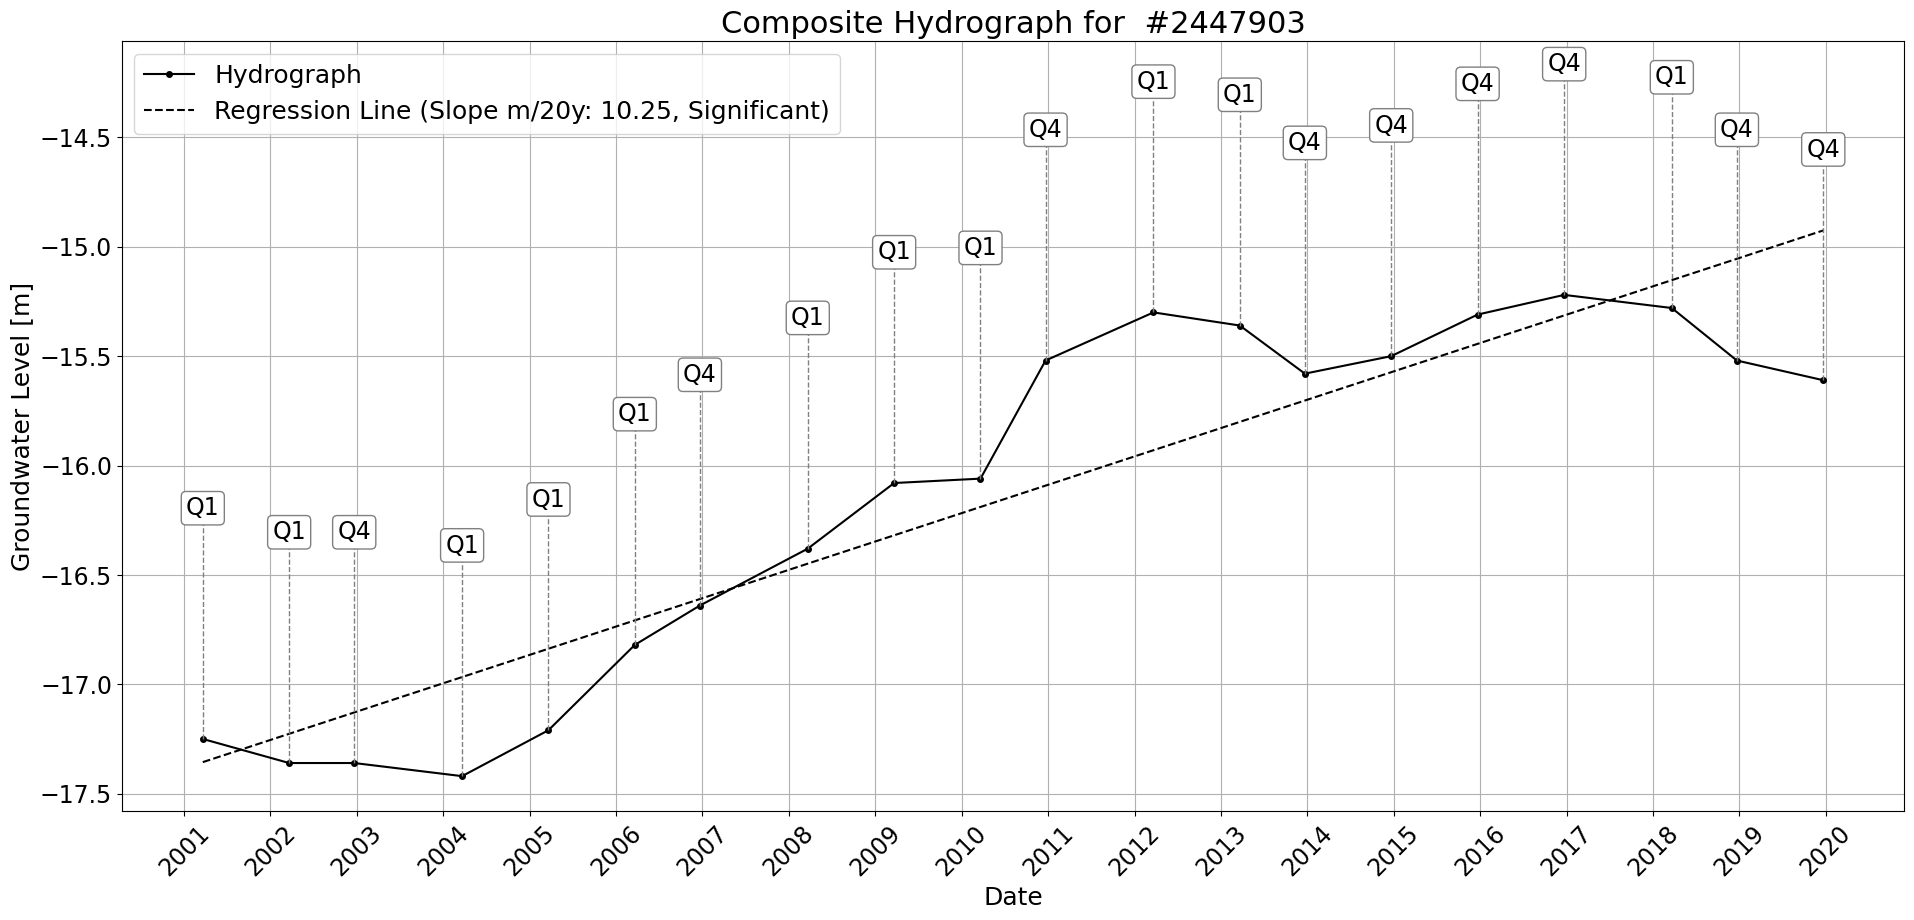 Composite Hydrograph for  #2447903
Hydrograph
Regression Line (Slope m/20y: 10.25, Significant)
Groundwater Level [m]
−14.5
−15.0
−15.5
−16.0
−16.5
−17.0
−17.5
Q1
Q1
Q4
Q1
Q1
Q1
Q4
Q1
Q1
Q1
Q4
Q1
Q1
Q4
Q4
Q4
Q4
Q1
Q4
Q4
2001
2002
2003
2004
2005
2006
2007
2008
2009
2010
2011
2012
2013
2014
2015
2016
2017
2018
2019
2020
Date